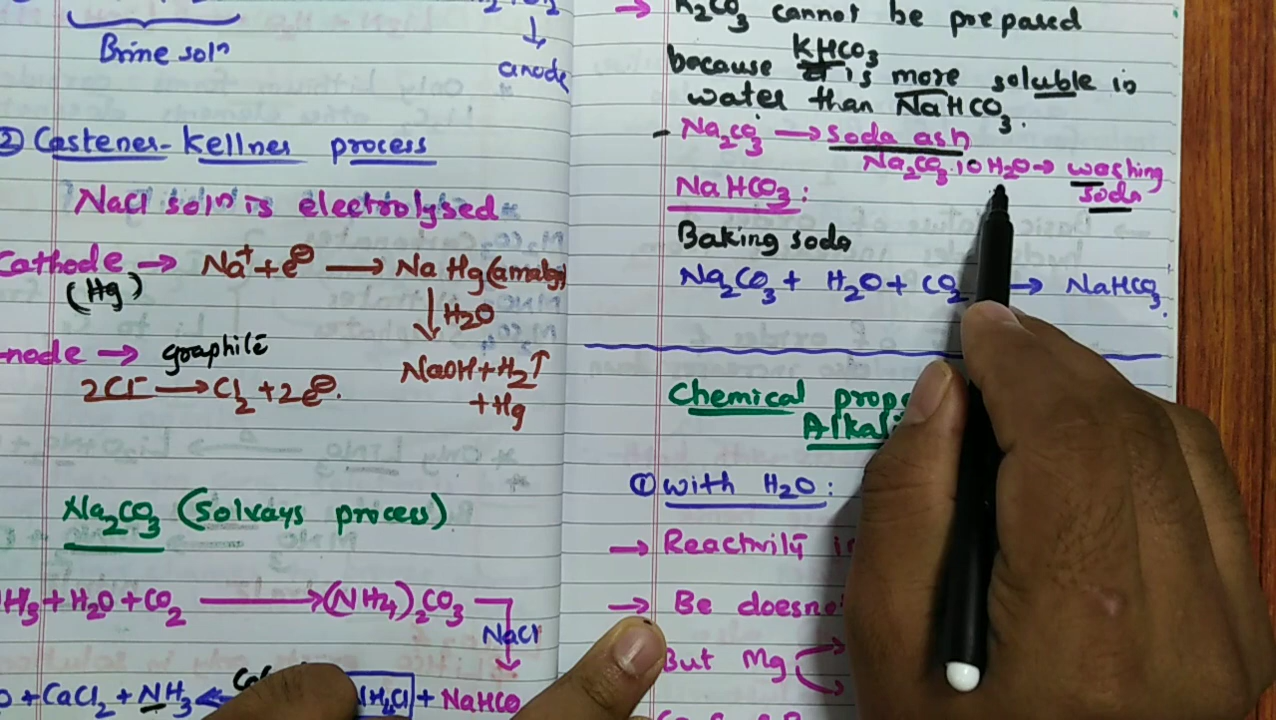 Brine solⁿ
anode
② Castener-Kellner process
NaCl solⁿ is electrolysed
Cathode → Na⁺ + e⊖ → Na Hg (amalg)
(Hg)
↓ H₂O
NaOH + H₂↑
+ Hg
node → graphite
2Cl⁻ → Cl₂ + 2e⊖.
Na₂CO₃ (Solvays process)
H₃ + H₂O + CO₂ → (NH₄)₂CO₃
NaCl
+ CaCl₂ + NH₃ ← NH₂Cl + NaHCO
→ K₂CO₃ cannot be prepased
because KHCO₃ is more soluble in
water than NaHCO₃.
- Na₂CO₃ → soda ash
Na₂CO₃.10H₂O → washing
soda
NaHCO₃:
Baking soda
Na₂CO₃ + H₂O + CO₂ → NaHCO₃.
Chemical prop
Alkal
① with H₂O:
→ Reactivity i
→ Be doesn
But Mg